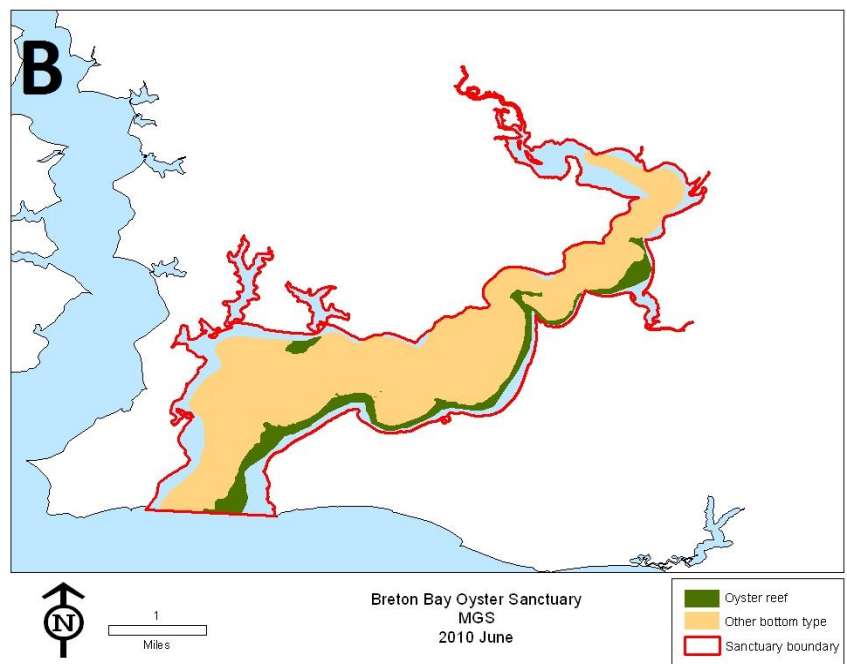 B
N
1
Miles
Breton Bay Oyster Sanctuary
MGS
2010 June
Oyster reef
Other bottom type
Sanctuary boundary